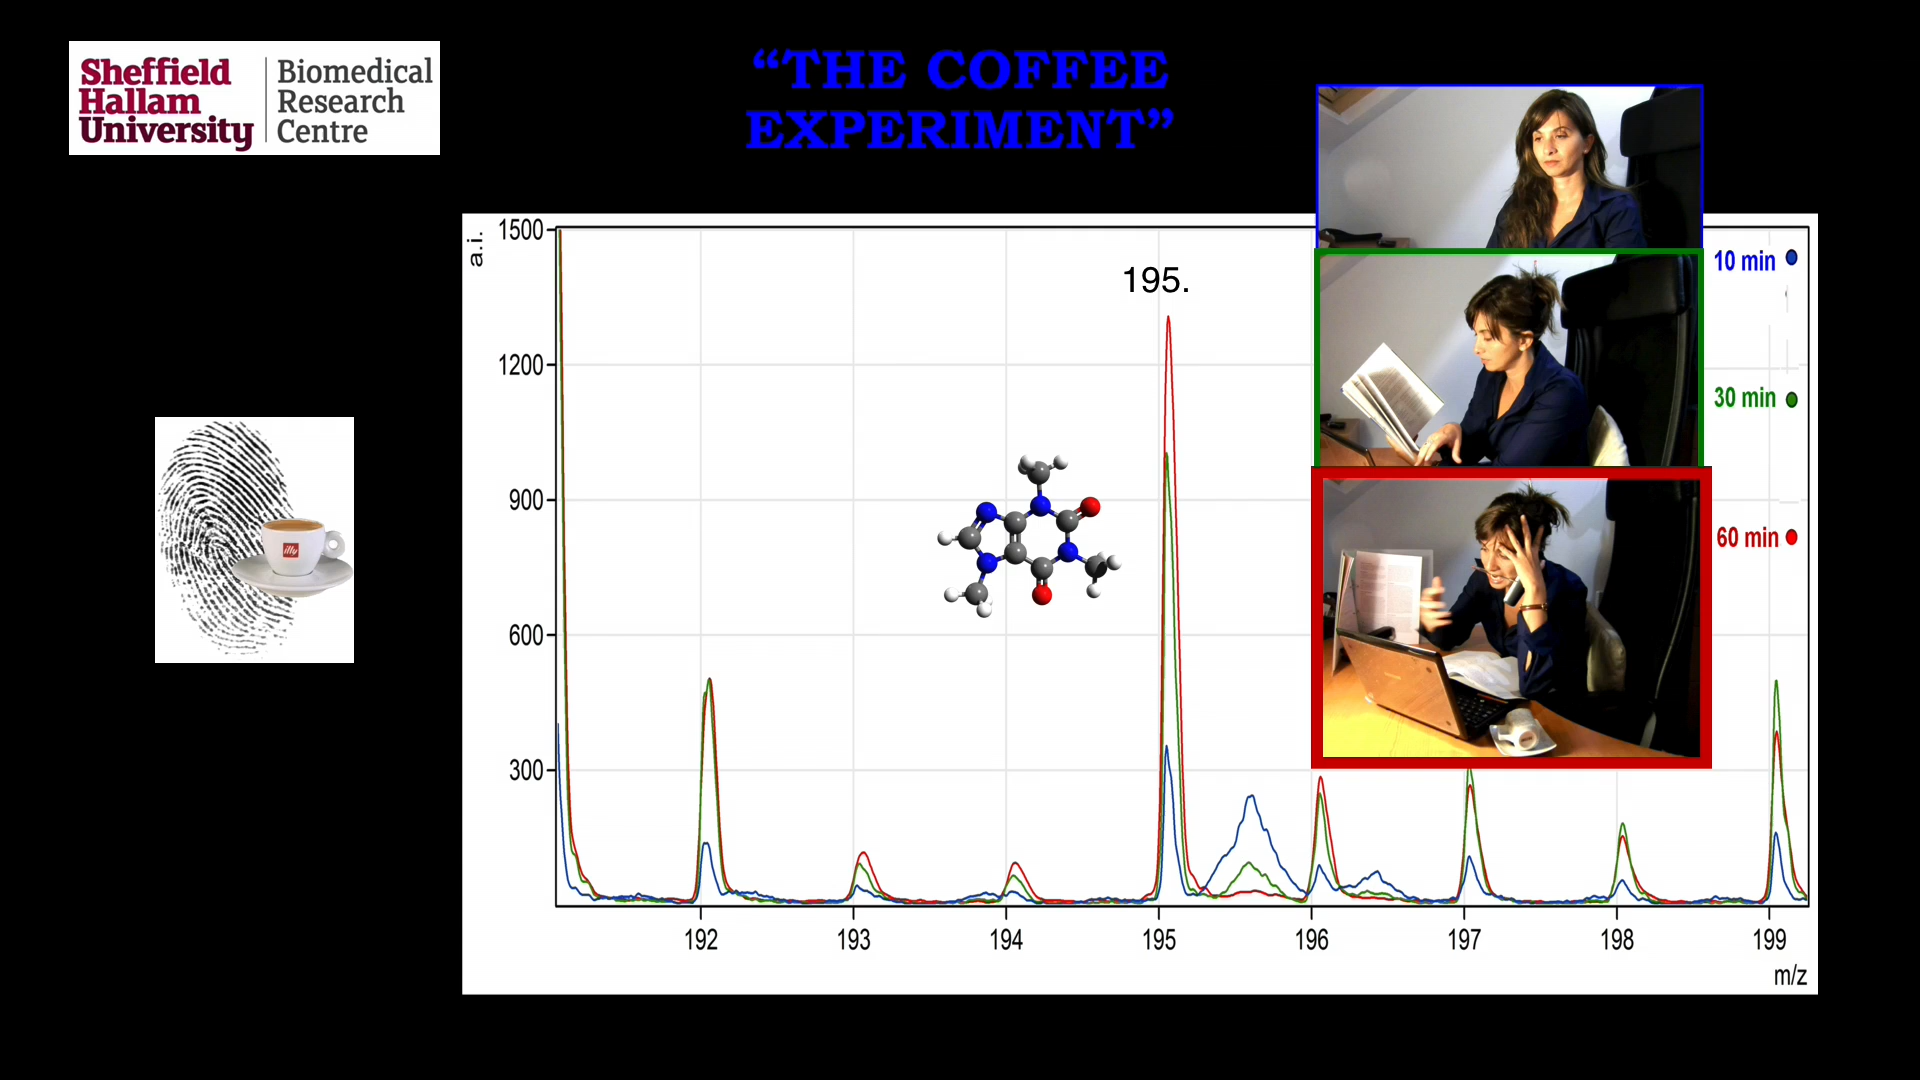 Sheffield
Hallam
University
Biomedical
Research
Centre
“THE COFFEE
EXPERIMENT”
a.i.
1500
1200
900
600
300
195.
10 min
30 min
60 min
illy
192
193
194
195
196
197
198
199
m/z